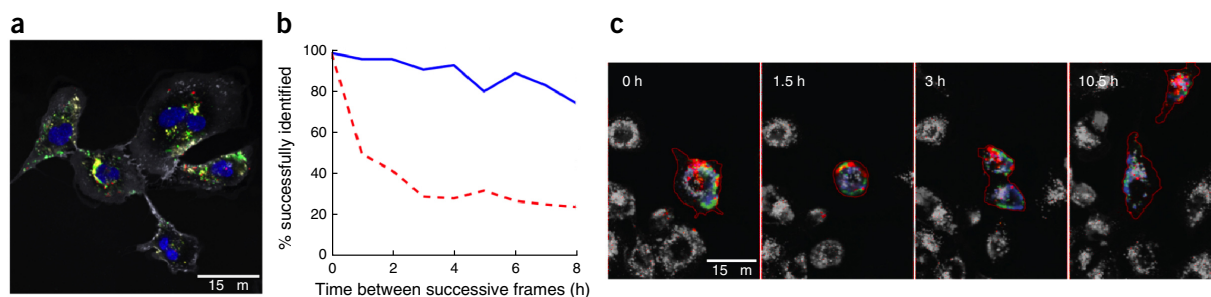 a
15 m
b
% successfully identified
100
80
60
40
20
0
0 2 4 6 8
Time between successive frames (h)
c
0 h
1.5 h
3 h
10.5 h
15 m